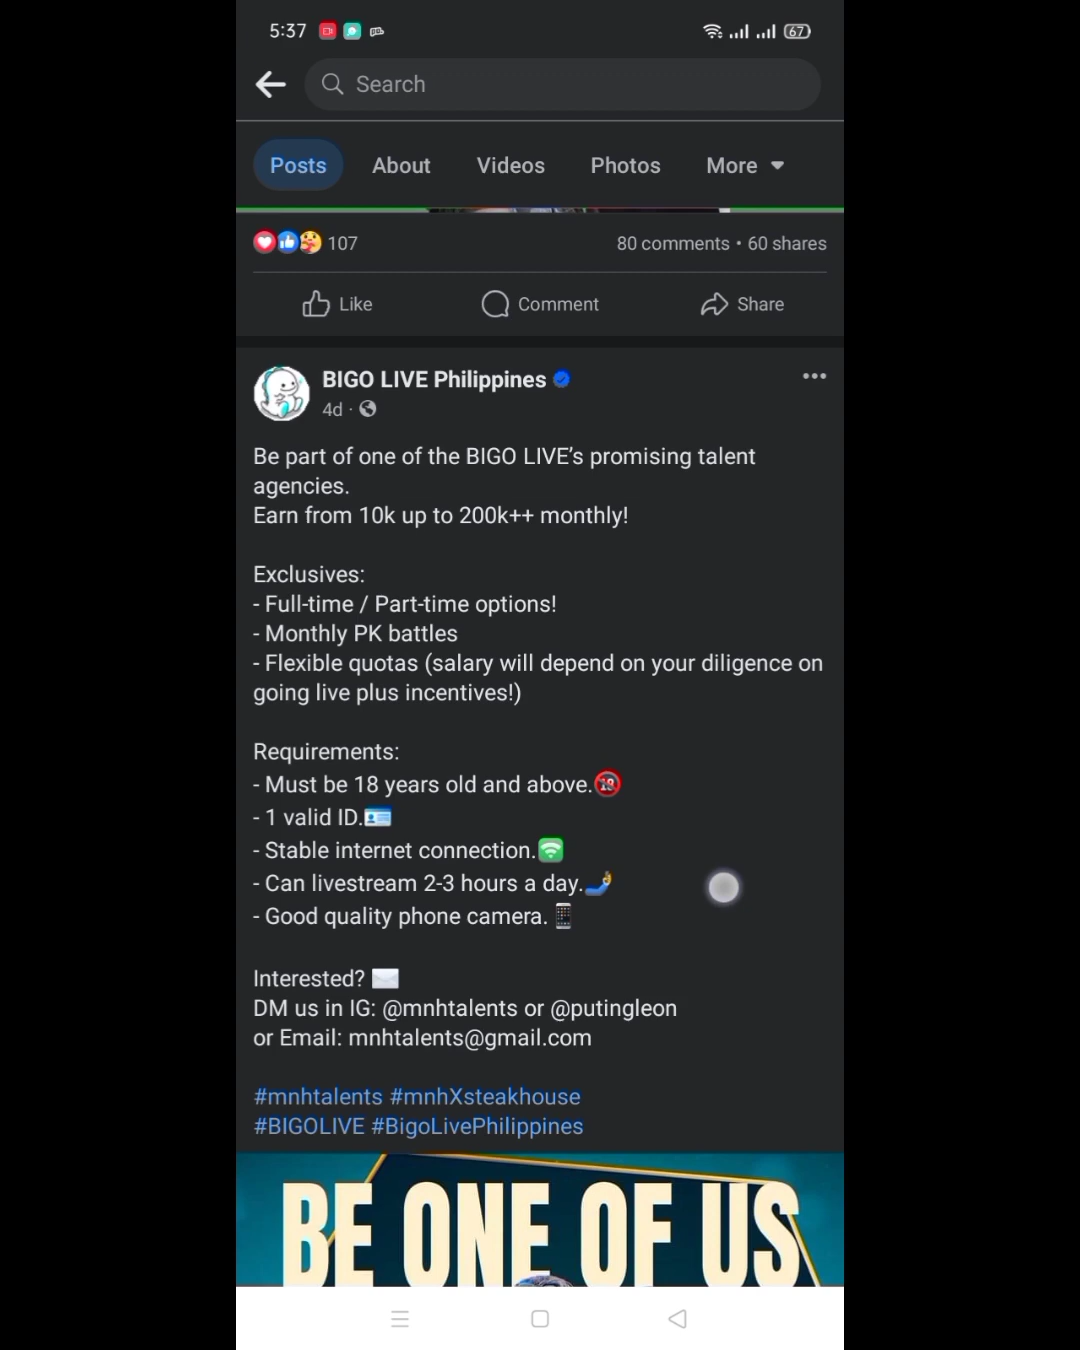 5:37
67
Search
Posts About Videos Photos More
107 80 comments • 60 shares
Like Comment Share
BIGO LIVE Philippines
4d ·
Be part of one of the BIGO LIVE’s promising talent
agencies.
Earn from 10k up to 200k++ monthly!
Exclusives:
- Full-time / Part-time options!
- Monthly PK battles
- Flexible quotas (salary will depend on your diligence on
going live plus incentives!)
Requirements:
- Must be 18 years old and above.🔞
- 1 valid ID.🪪
- Stable internet connection.🛜
- Can livestream 2-3 hours a day.🤳
- Good quality phone camera.📱
Interested? ✉️
DM us in IG: @mnhtalents or @putingleon
or Email: mnhtalents@gmail.com
#mnhtalents #mnhXsteakhouse
#BIGOLIVE #BigoLivePhilippines
BE ONE OF US